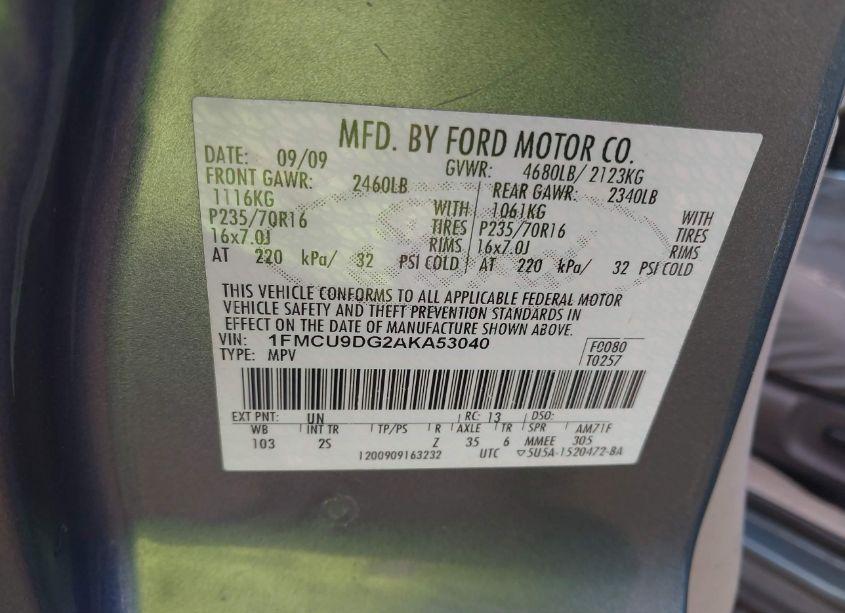 MFD. BY FORD MOTOR CO.
DATE: 09/09 GVWR: 4680LB/ 2123KG
FRONT GAWR: 2460LB REAR GAWR: 2340LB
1116KG WITH 1061KG WITH
P235/70R16 TIRES P235/70R16 TIRES
16x7.0J RIMS 16x7.0J RIMS
AT 220 kPa/ 32 PSI COLD AT 220 kPa/ 32 PSI COLD
THIS VEHICLE CONFORMS TO ALL APPLICABLE FEDERAL MOTOR
VEHICLE SAFETY AND THEFT PREVENTION STANDARDS IN
EFFECT ON THE DATE OF MANUFACTURE SHOWN ABOVE.
VIN: 1FMCU9DG2AKA53040 F0080
TYPE: MPV T0257
EXT PNT: UN RC: 13 DSO:
WB INT TR TP/PS R AXLE TR SPR AM71F
103 2S Z 35 6 MMEE 305
1200909163232 UTC ▽5U5A-1520472-BA